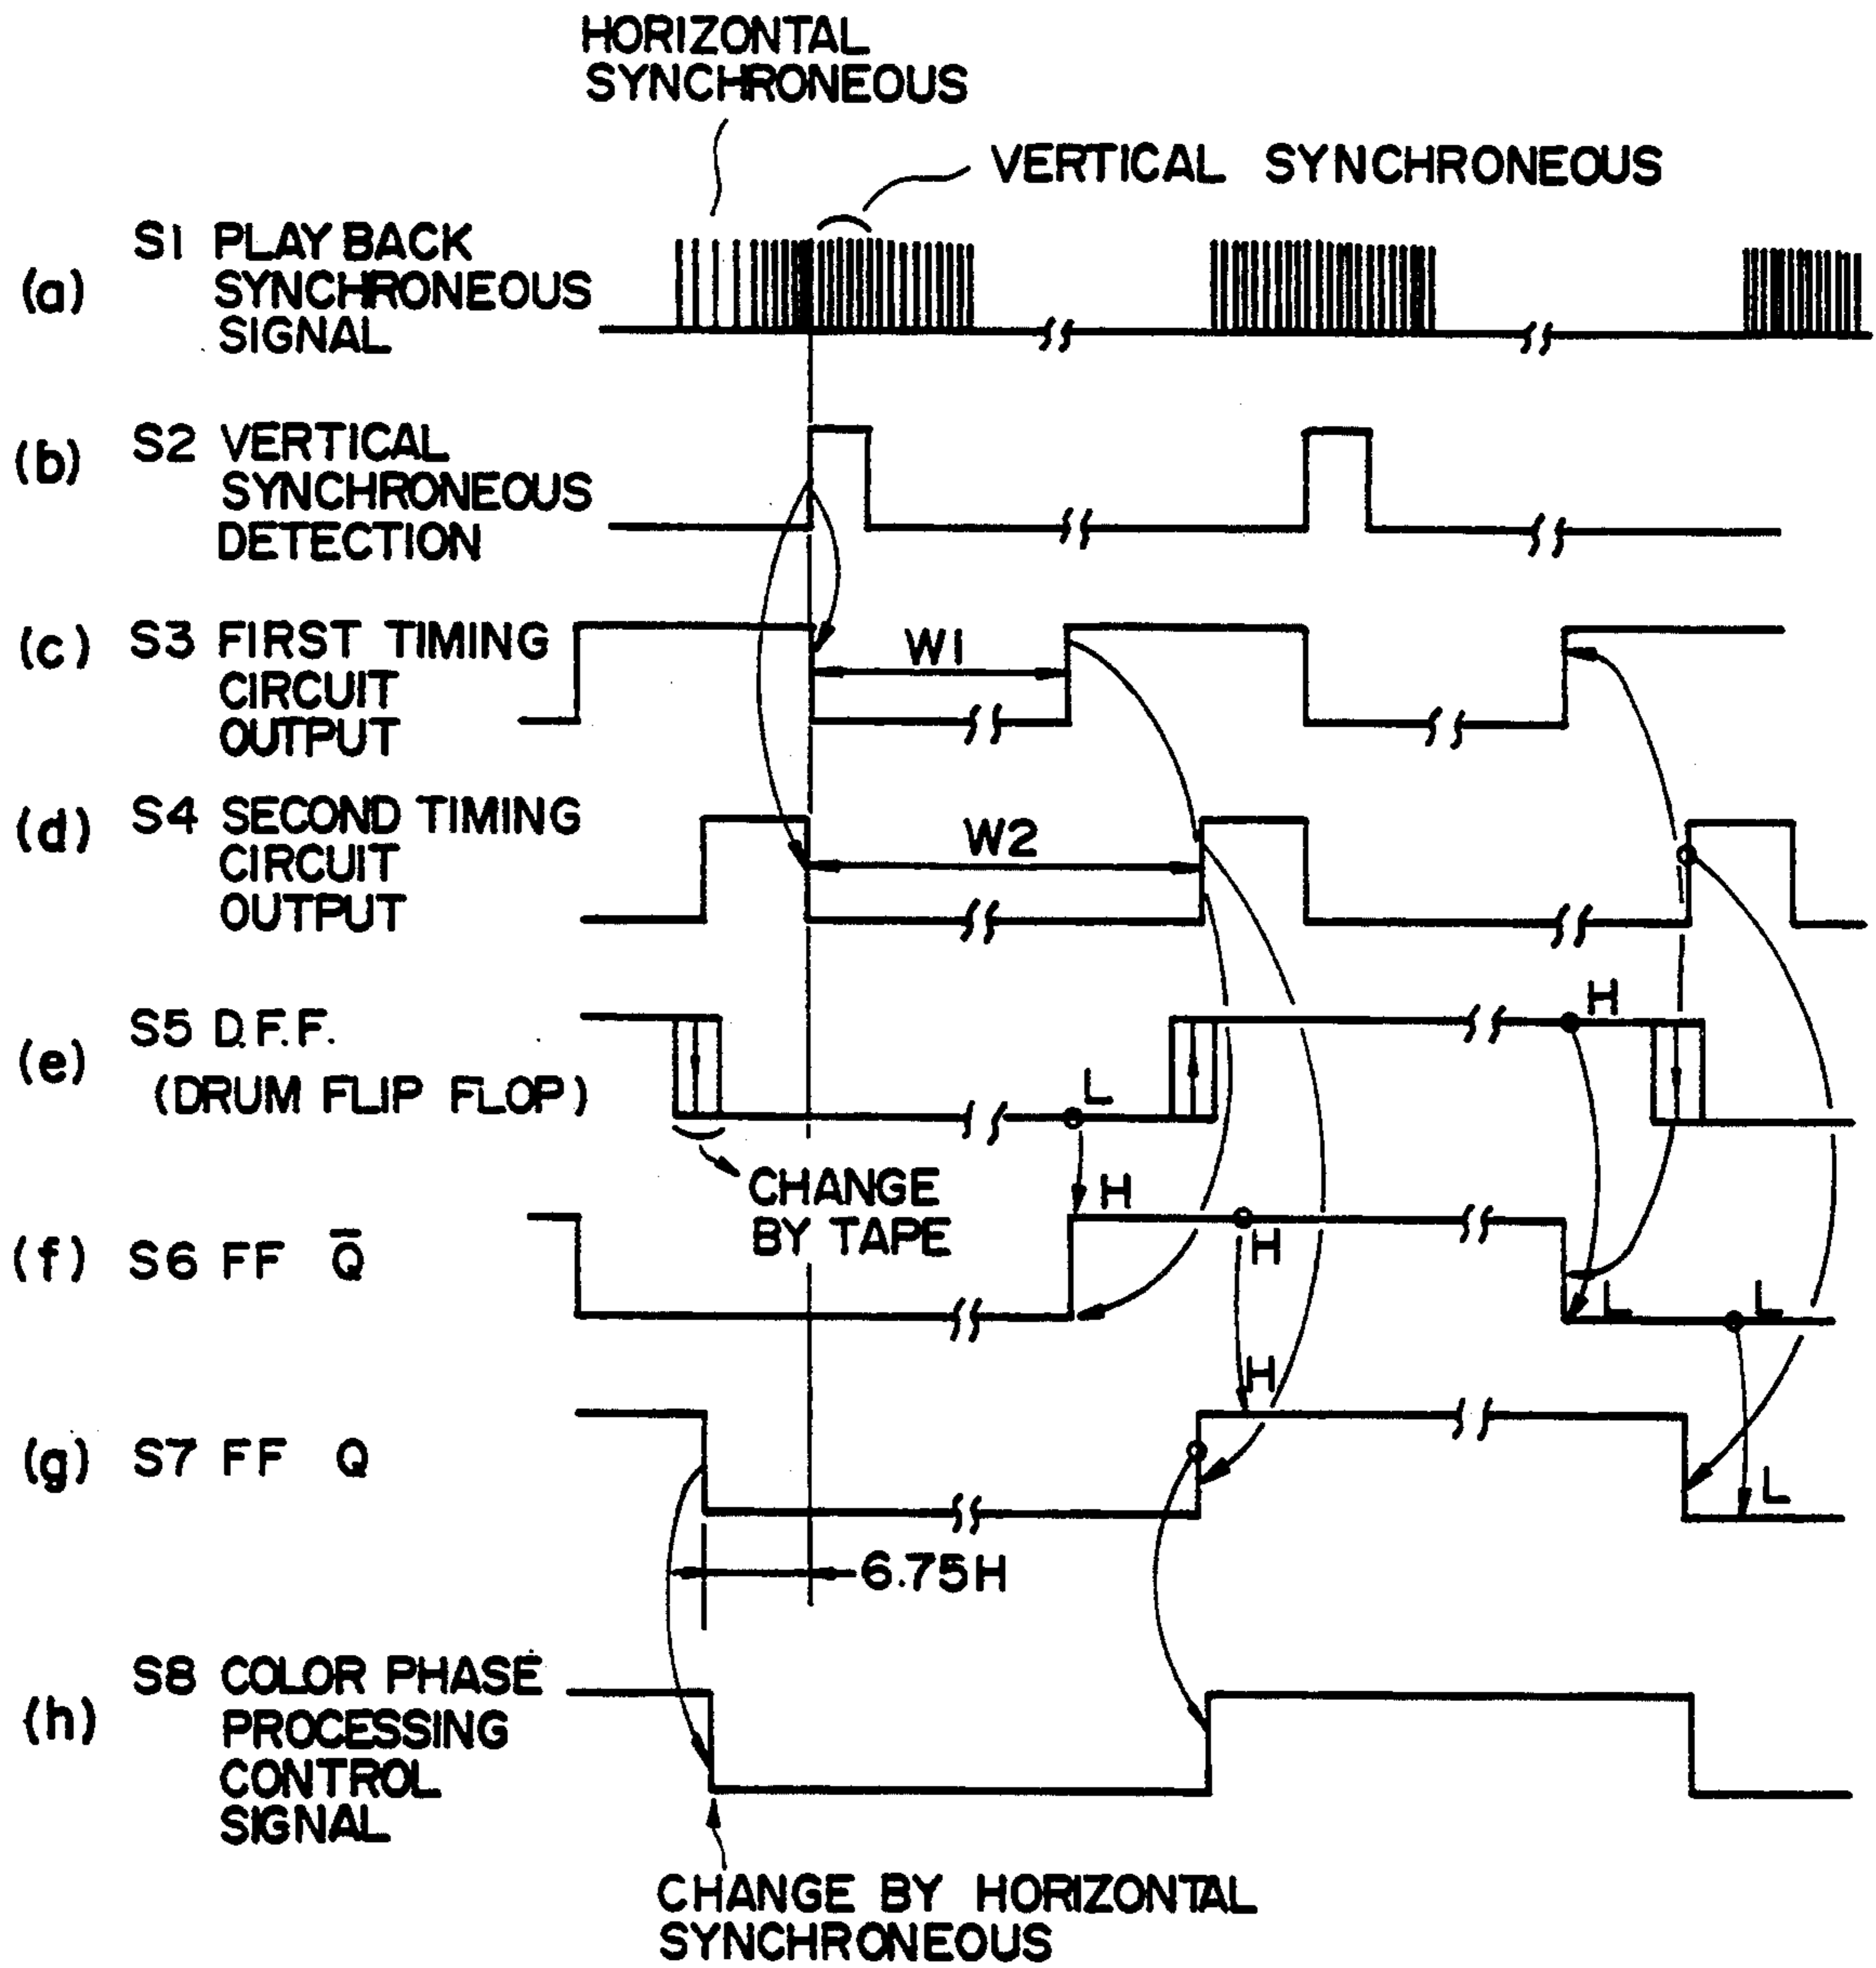 HORIZONTAL
SYNCHRONEOUS
VERTICAL SYNCHRONEOUS
(a) S1 PLAY BACK
SYNCHRONEOUS
SIGNAL
(b) S2 VERTICAL
SYNCHRONEOUS
DETECTION
(c) S3 FIRST TIMING
CIRCUIT
OUTPUT
W1
(d) S4 SECOND TIMING
CIRCUIT
OUTPUT
W2
(e) S5 D.F.F.
(DRUM FLIP FLOP)
L
H
CHANGE
BY TAPE
(f) S6 FF Q̅
H
H
L
L
(g) S7 FF Q
H
L
6.75H
(h) S8 COLOR PHASE
PROCESSING
CONTROL
SIGNAL
CHANGE BY HORIZONTAL
SYNCHRONEOUS